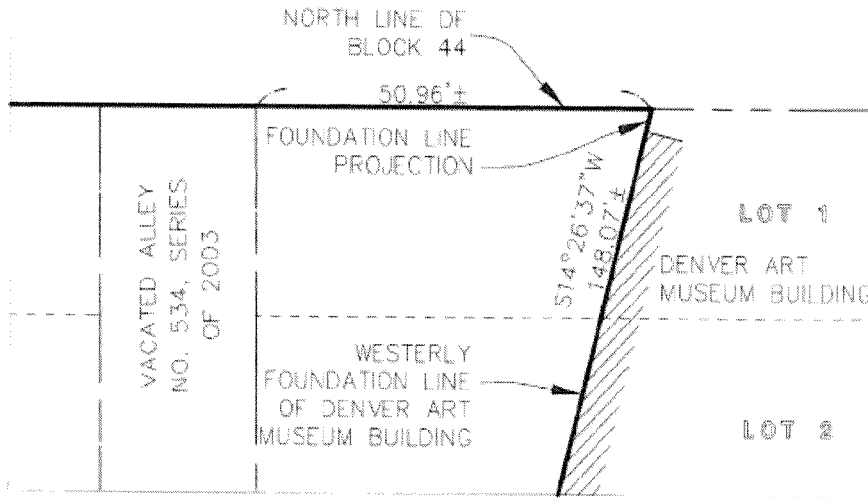 NORTH LINE OF
BLOCK 44
50.96'±
FOUNDATION LINE
PROJECTION
VACATED ALLEY
NO. 534, SERIES
OF 2003
S14°26'37"W
148.07'±
LOT 1
DENVER ART
MUSEUM BUILDING
WESTERLY
FOUNDATION LINE
OF DENVER ART
MUSEUM BUILDING
LOT 2